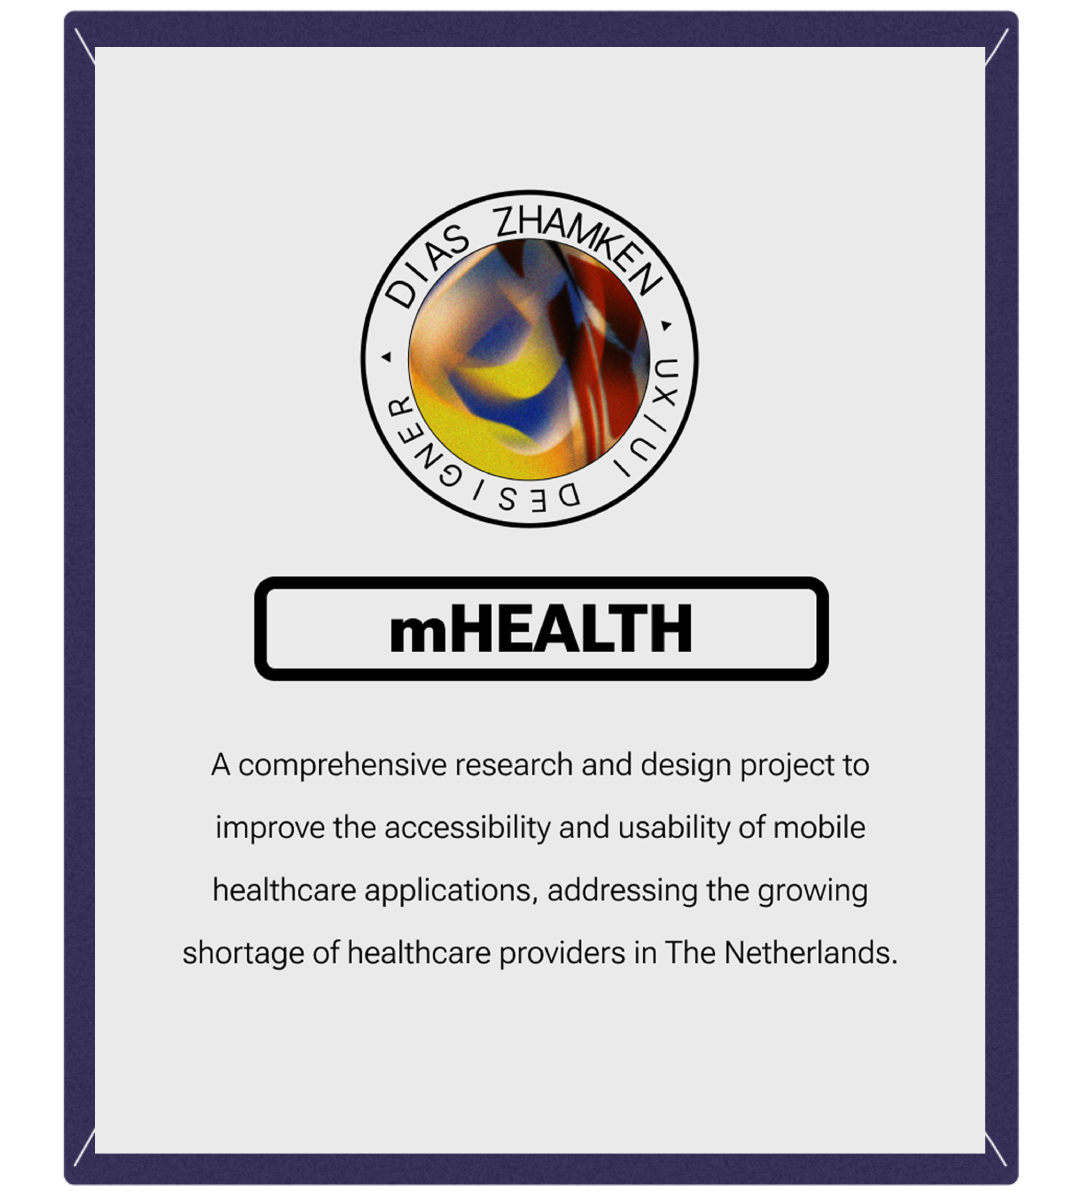 DIAS ZHAMKEN ▲ UX/UI DESIGNER ▲
mHEALTH
A comprehensive research and design project to
improve the accessibility and usability of mobile
healthcare applications, addressing the growing
shortage of healthcare providers in The Netherlands.